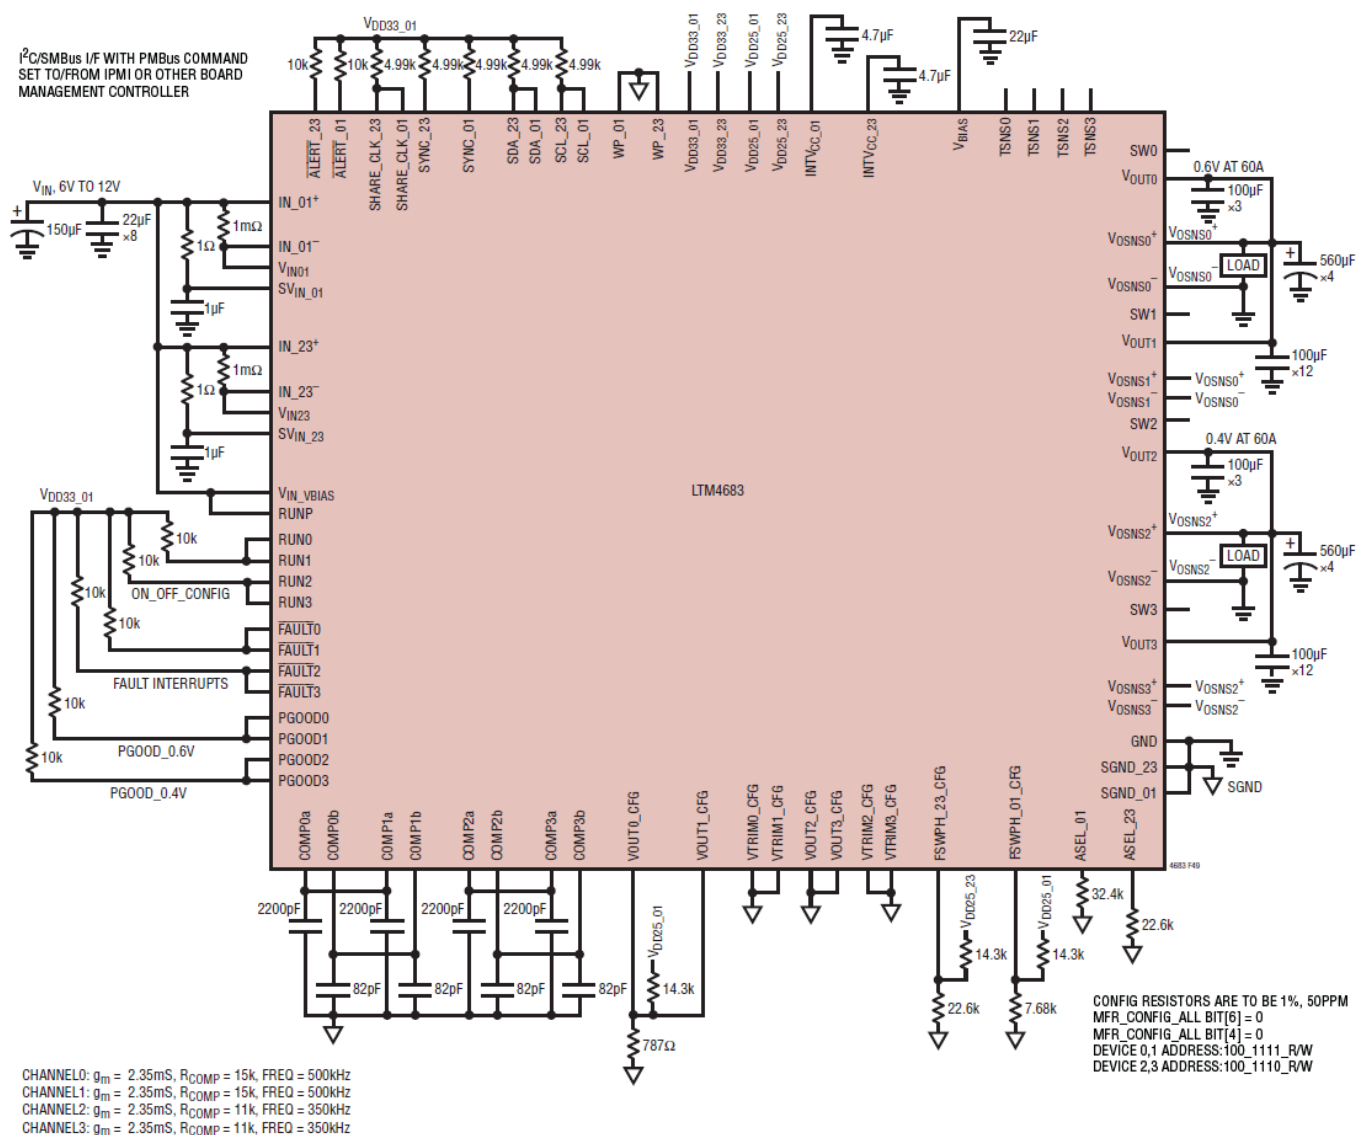 I²C/SMBus I/F WITH PMBus COMMAND
SET TO/FROM IPMI OR OTHER BOARD
MANAGEMENT CONTROLLER
VDD33_01
10k
10k
4.99k
4.99k
4.99k
4.99k
4.99k
VDD33_01
VDD33_23
VDD25_01
VDD25_23
4.7µF
4.7µF
22µF
ALERT_23
ALERT_01
SHARE_CLK_23
SHARE_CLK_01
SYNC_23
SYNC_01
SDA_23
SDA_01
SCL_23
SCL_01
WP_01
WP_23
VDD33_01
VDD33_23
VDD25_01
VDD25_23
INTVCC_01
INTVCC_23
VBIAS
TSNS0
TSNS1
TSNS2
TSNS3
VIN, 6V TO 12V
+
150µF
22µF
×8
1Ω
1mΩ
1µF
1Ω
1mΩ
1µF
IN_01+
IN_01−
VIN01
SVIN_01
IN_23+
IN_23−
VIN23
SVIN_23
VIN_VBIAS
RUNP
RUN0
RUN1
RUN2
RUN3
FAULT0
FAULT1
FAULT2
FAULT3
PGOOD0
PGOOD1
PGOOD2
PGOOD3
VDD33_01
10k
10k
10k
10k
10k
10k
ON_OFF_CONFIG
FAULT INTERRUPTS
PGOOD_0.6V
PGOOD_0.4V
LTM4683
SW0
VOUT0
VOSNS0+
VOSNS0−
SW1
VOUT1
VOSNS1+
VOSNS1−
SW2
VOUT2
VOSNS2+
VOSNS2−
SW3
VOUT3
VOSNS3+
VOSNS3−
GND
SGND_23
SGND_01
0.6V AT 60A
100µF
×3
VOSNS0+
VOSNS0−
LOAD
+
560µF
×4
100µF
×12
VOSNS0+
VOSNS0−
0.4V AT 60A
100µF
×3
VOSNS2+
VOSNS2−
LOAD
+
560µF
×4
100µF
×12
VOSNS2+
VOSNS2−
SGND
COMP0a
COMP0b
COMP1a
COMP1b
COMP2a
COMP2b
COMP3a
COMP3b
VOUT0_CFG
VOUT1_CFG
VTRIM0_CFG
VTRIM1_CFG
VOUT2_CFG
VOUT3_CFG
VTRIM2_CFG
VTRIM3_CFG
FSWPH_23_CFG
FSWPH_01_CFG
ASEL_01
ASEL_23
4683 F49
2200pF
2200pF
2200pF
2200pF
82pF
82pF
82pF
82pF
VDD25_01
14.3k
787Ω
VDD25_23
14.3k
22.6k
VDD25_01
14.3k
7.68k
32.4k
22.6k
CONFIG RESISTORS ARE TO BE 1%, 50PPM
MFR_CONFIG_ALL BIT[6] = 0
MFR_CONFIG_ALL BIT[4] = 0
DEVICE 0,1 ADDRESS:100_1111_R/W
DEVICE 2,3 ADDRESS:100_1110_R/W
CHANNEL0: gm = 2.35mS, RCOMP = 15k, FREQ = 500kHz
CHANNEL1: gm = 2.35mS, RCOMP = 15k, FREQ = 500kHz
CHANNEL2: gm = 2.35mS, RCOMP = 11k, FREQ = 350kHz
CHANNEL3: gm = 2.35mS, RCOMP = 11k, FREQ = 350kHz